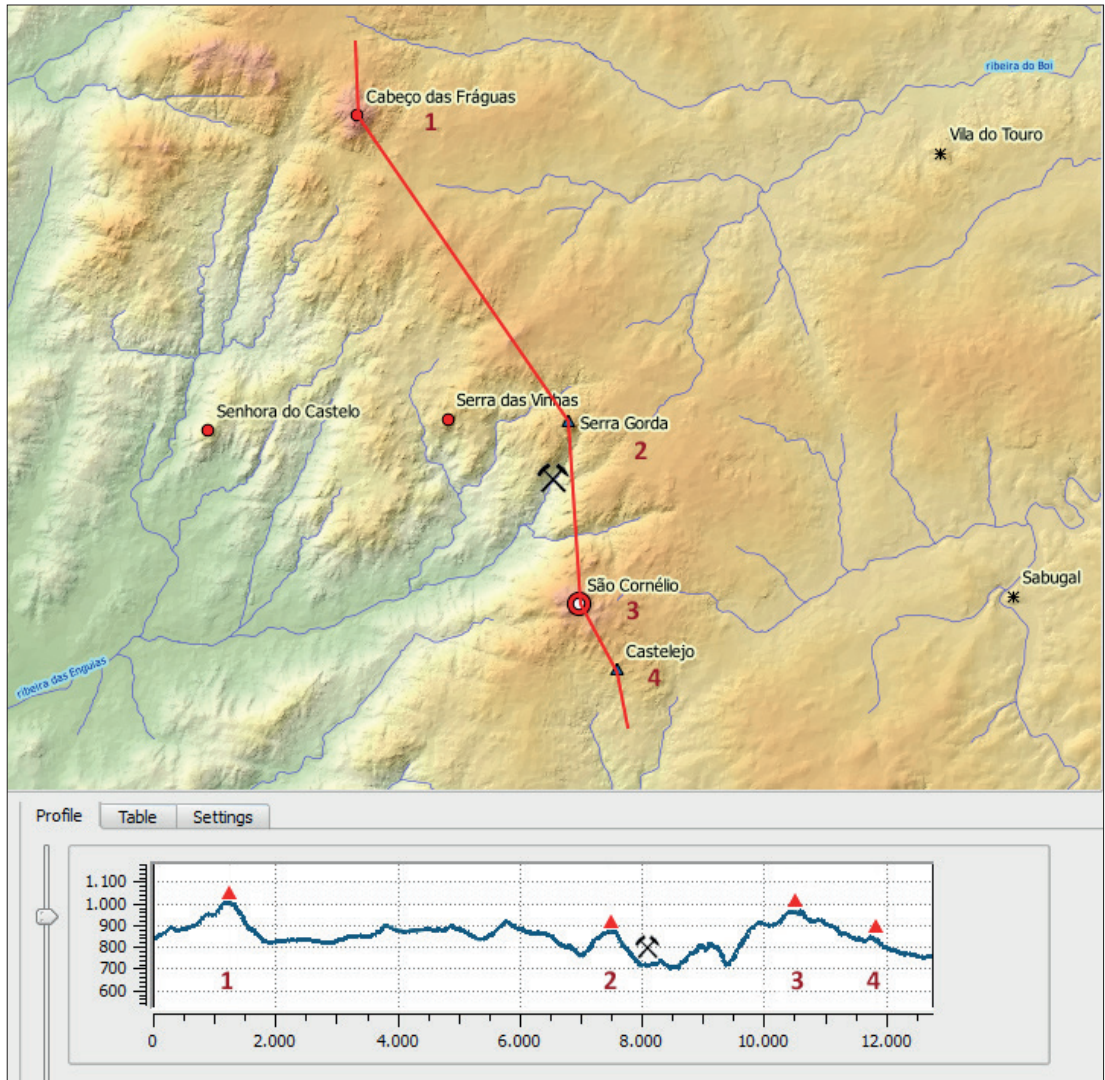 ribeira do Boi
Cabeço das Fráguas
1
Vila do Touro
Serra das Vinhas
Senhora do Castelo
Serra Gorda
2
São Cornélio
3
Sabugal
Castelejo
4
ribeira das Enguias
Profile Table Settings
1.100
1.000
900
800
700
600
1 2 3 4
0 2.000 4.000 6.000 8.000 10.000 12.000